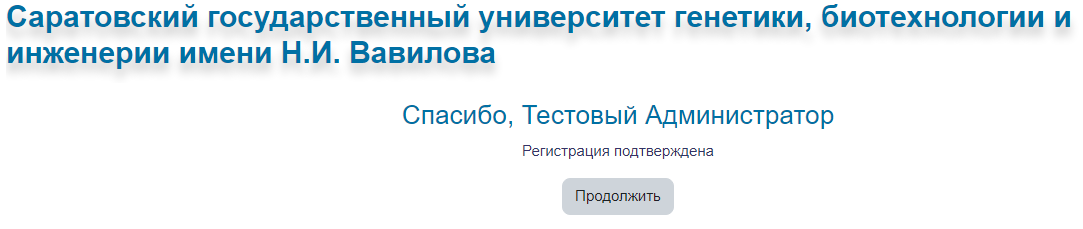 Саратовский государственный университет генетики, биотехнологии и
инженерии имени Н.И. Вавилова
Спасибо, Тестовый Администратор
Регистрация подтверждена
Продолжить